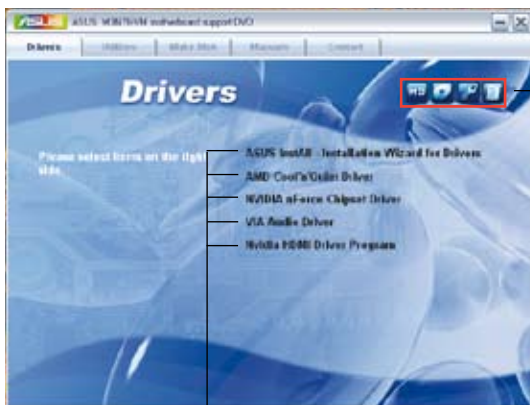 ASUS M3N78-VM motherboard support DVD
Drivers Utilities Make Disk Manuals Contact
Drivers
Please select items on the right side.
ASUS InstAll - Installation Wizard for Drivers
AMD Cool'n'Quiet Driver
NVIDIA nForce Chipset Driver
VIA Audio Driver
Nvidia HDMI Driver Program